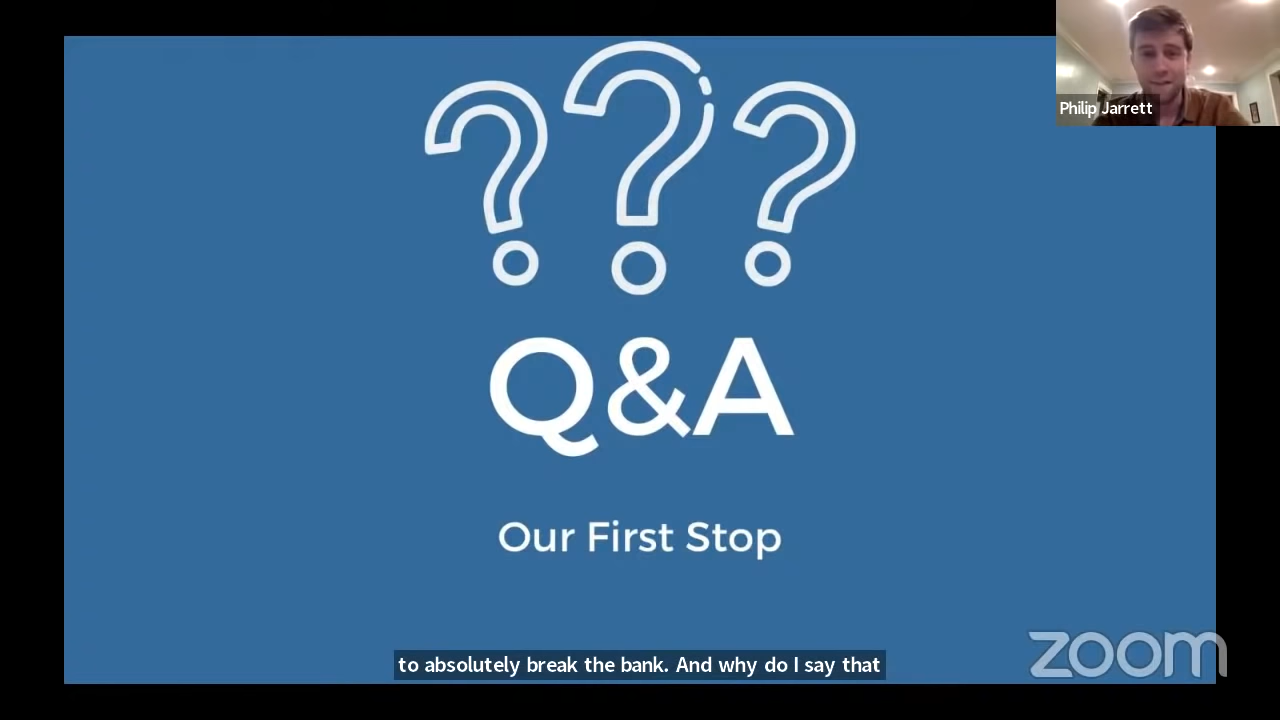 Philip Jarrett
???
Q&A
Our First Stop
to absolutely break the bank. And why do I say that
zoom